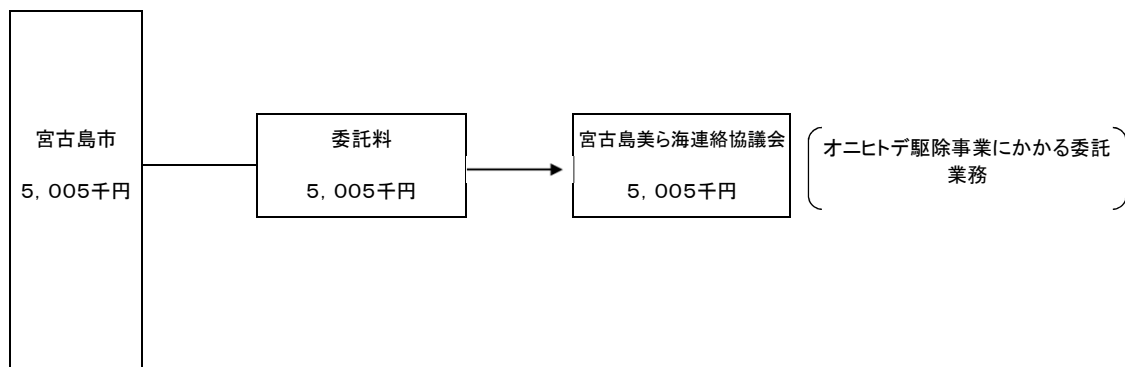 宮古島市
5, 005千円
委託料
5, 005千円
宮古島美ら海連絡協議会
5, 005千円
オニヒトデ駆除事業にかかる委託
業務